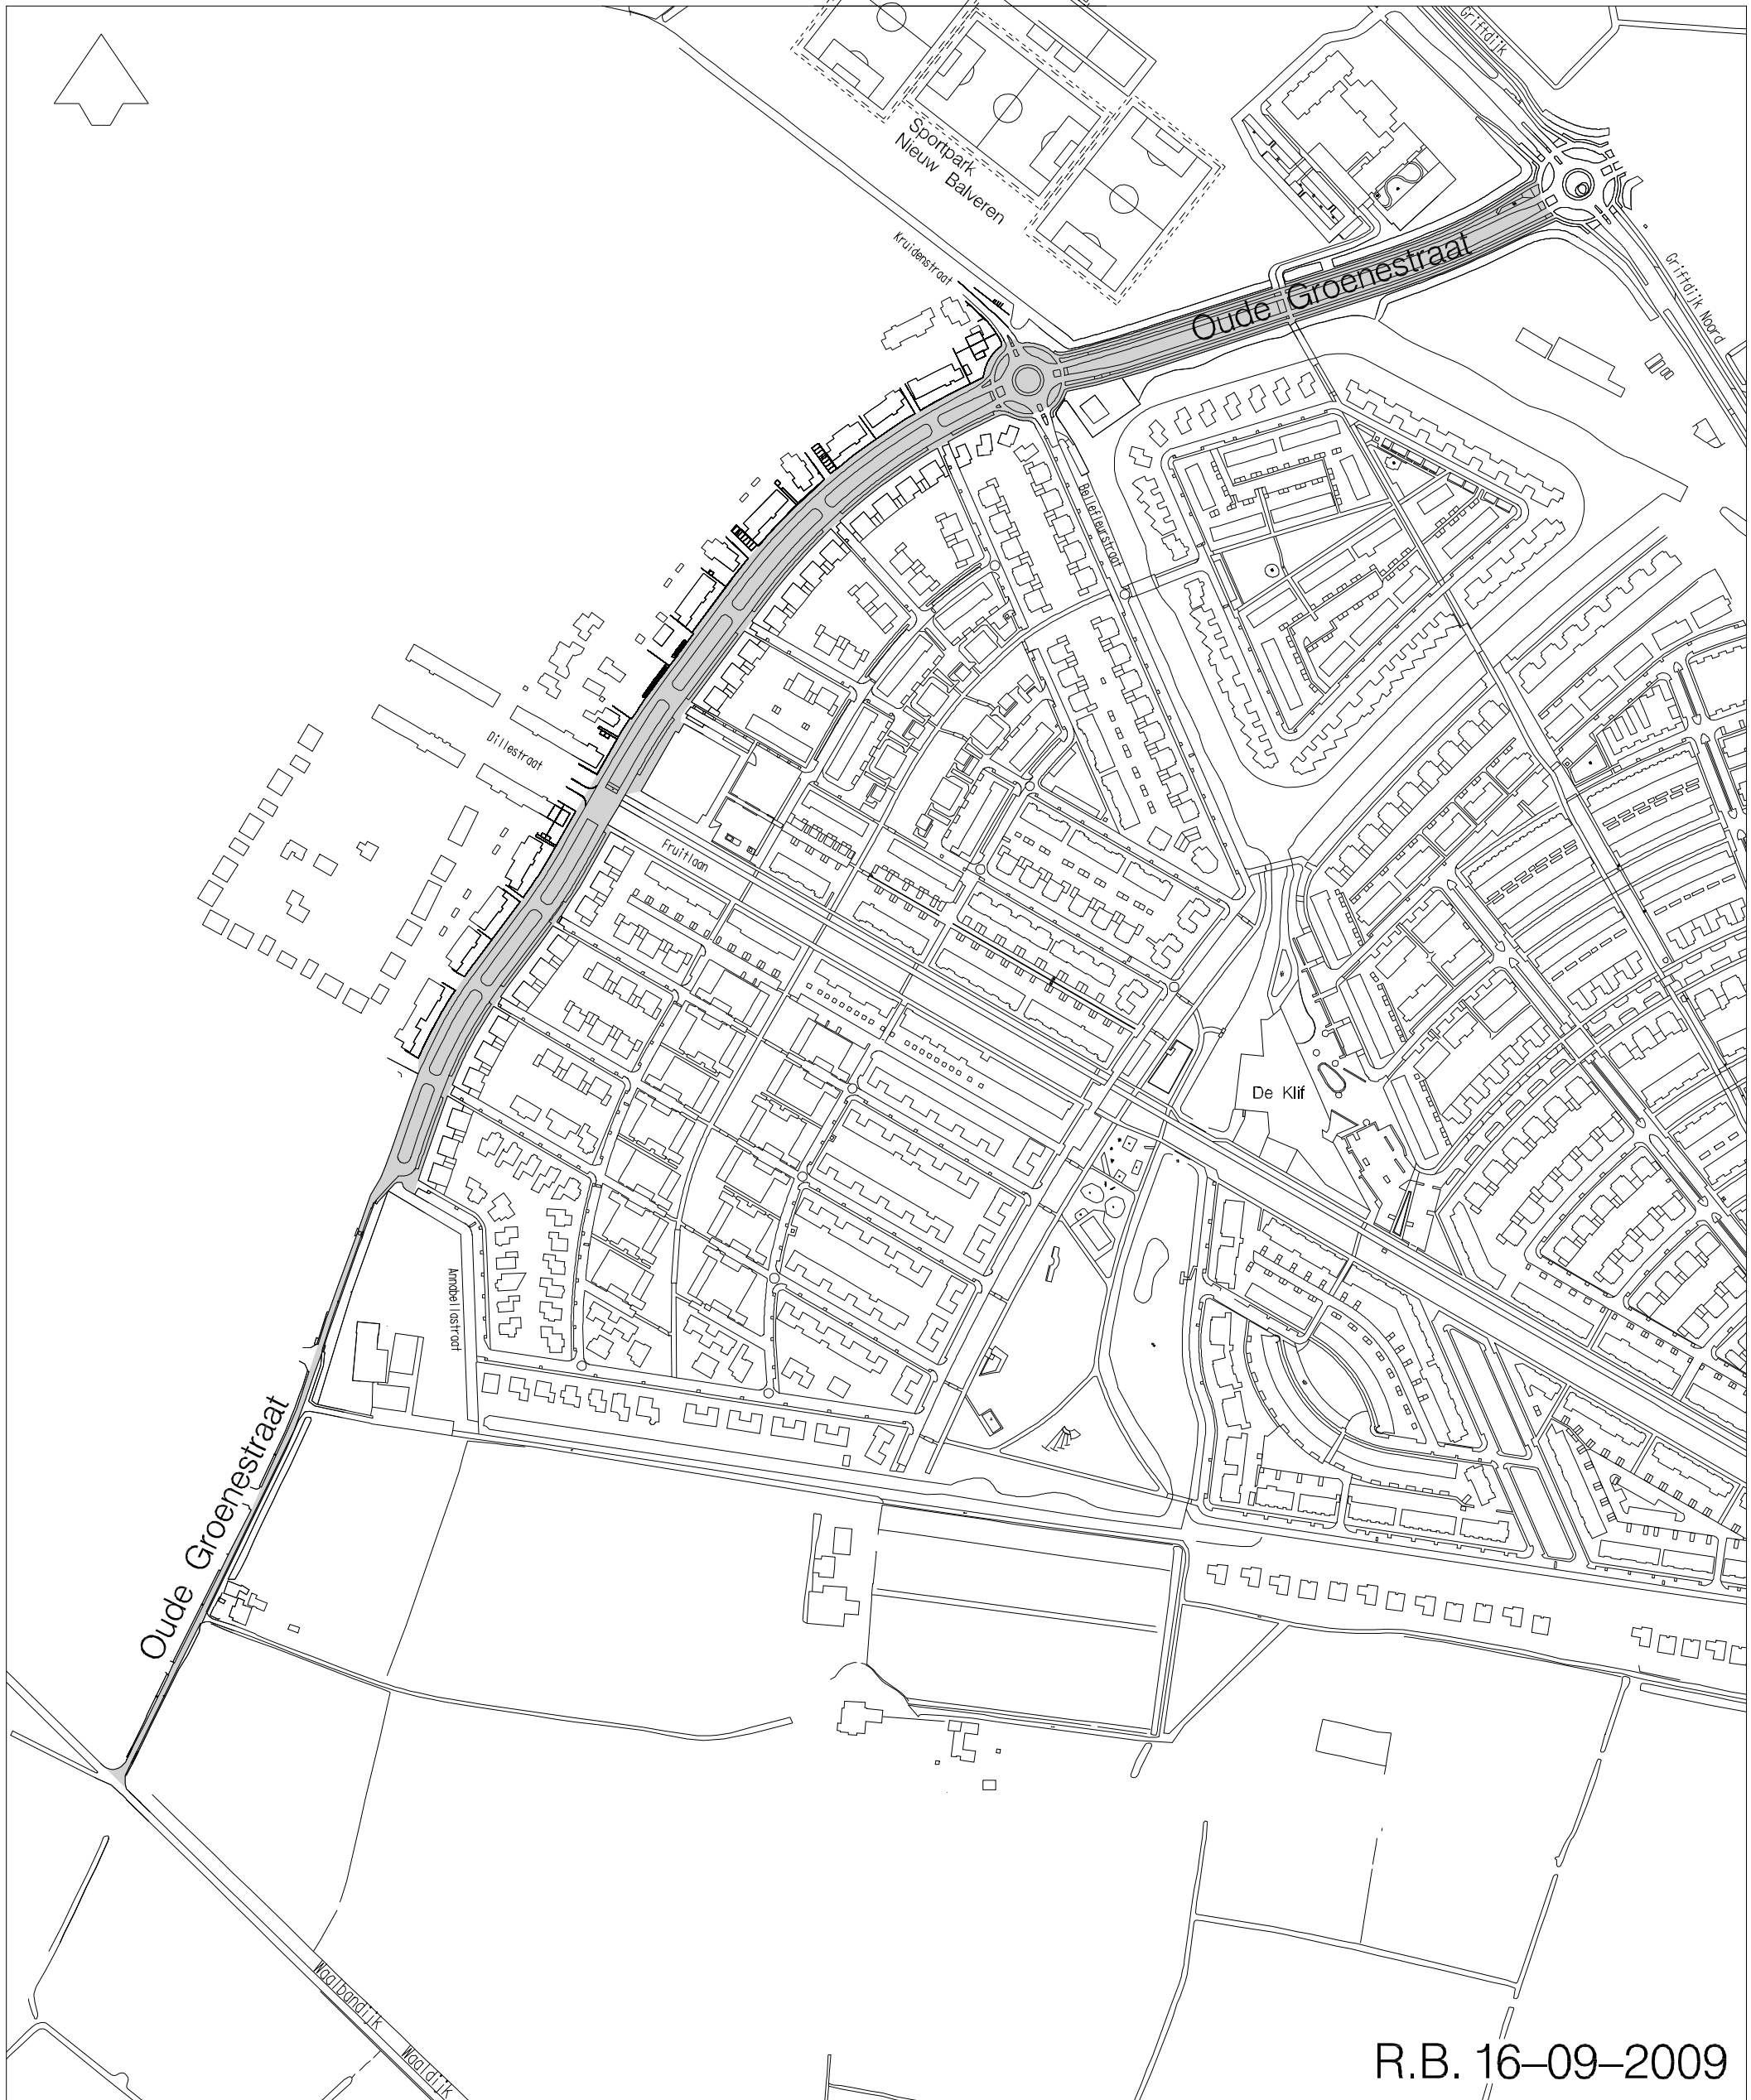 Griftdijk
Sportpark
Nieuw Balveren
Kruidenstraat
Oude Groenestraat
Griftdijk Noord
Bellefleurstraat
Dillestraat
Fruitlaan
De Klif
Annabellastraat
Oude Groenestraat
Waalbandijk
Waaldijk
R.B. 16–09–2009